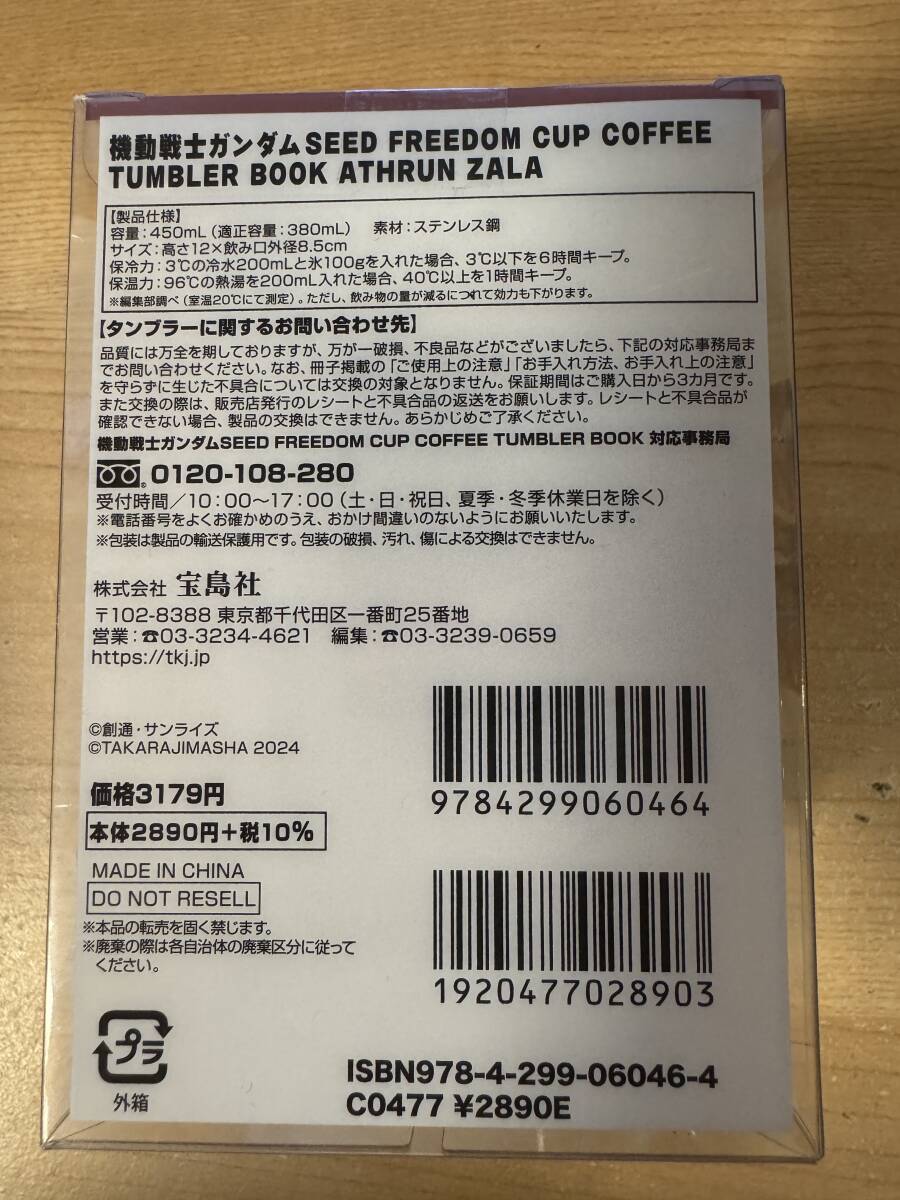 機動戦士ガンダムSEED FREEDOM CUP COFFEE
TUMBLER BOOK ATHRUN ZALA
【製品仕様】
容量：450mL（適正容量：380mL） 素材：ステンレス鋼
サイズ：高さ12×飲み口外径8.5cm
保冷力：3℃の冷水200mLと氷100gを入れた場合、3℃以下を6時間キープ。
保温力：96℃の熱湯を200mL入れた場合、40℃以上を1時間キープ。
※編集部調べ（室温20℃にて測定）。ただし、飲み物の量が減るにつれて効力も下がります。
【タンブラーに関するお問い合わせ先】
品質には万全を期しておりますが、万が一破損、不良品などがございましたら、下記の対応事務局ま
でお問い合わせください。なお、冊子掲載の「ご使用上の注意」「お手入れ方法、お手入れ上の注意」
を守らずに生じた不具合については交換の対象となりません。保証期間はご購入日から3カ月です。
また交換の際は、販売店発行のレシートと不具合品の返送をお願いします。レシートと不具合品が
確認できない場合、製品の交換はできません。あらかじめご了承ください。
機動戦士ガンダムSEED FREEDOM CUP COFFEE TUMBLER BOOK 対応事務局
0120-108-280
受付時間／10：00〜17：00（土・日・祝日、夏季・冬季休業日を除く）
※電話番号をよくお確かめのうえ、おかけ間違いのないようにお願いいたします。
※包装は製品の輸送保護用です。包装の破損、汚れ、傷による交換はできません。
株式会社 宝島社
〒102-8388 東京都千代田区一番町25番地
営業：☎03-3234-4621 編集：☎03-3239-0659
https://tkj.jp
©創通・サンライズ
©TAKARAJIMASHA 2024
価格3179円
本体2890円+税10%
9784299060464
MADE IN CHINA
DO NOT RESELL
※本品の転売を固く禁じます。
※廃棄の際は各自治体の廃棄区分に従って
ください。
1920477028903
プラ
外箱
ISBN978-4-299-06046-4
C0477 ¥2890E